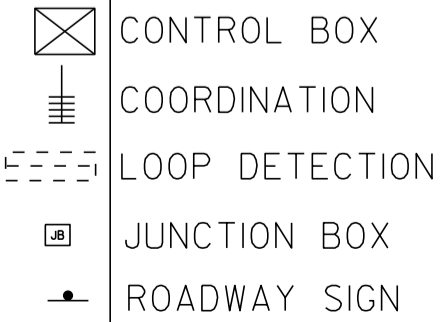 CONTROL BOX
COORDINATION
LOOP DETECTION
JB JUNCTION BOX
ROADWAY SIGN